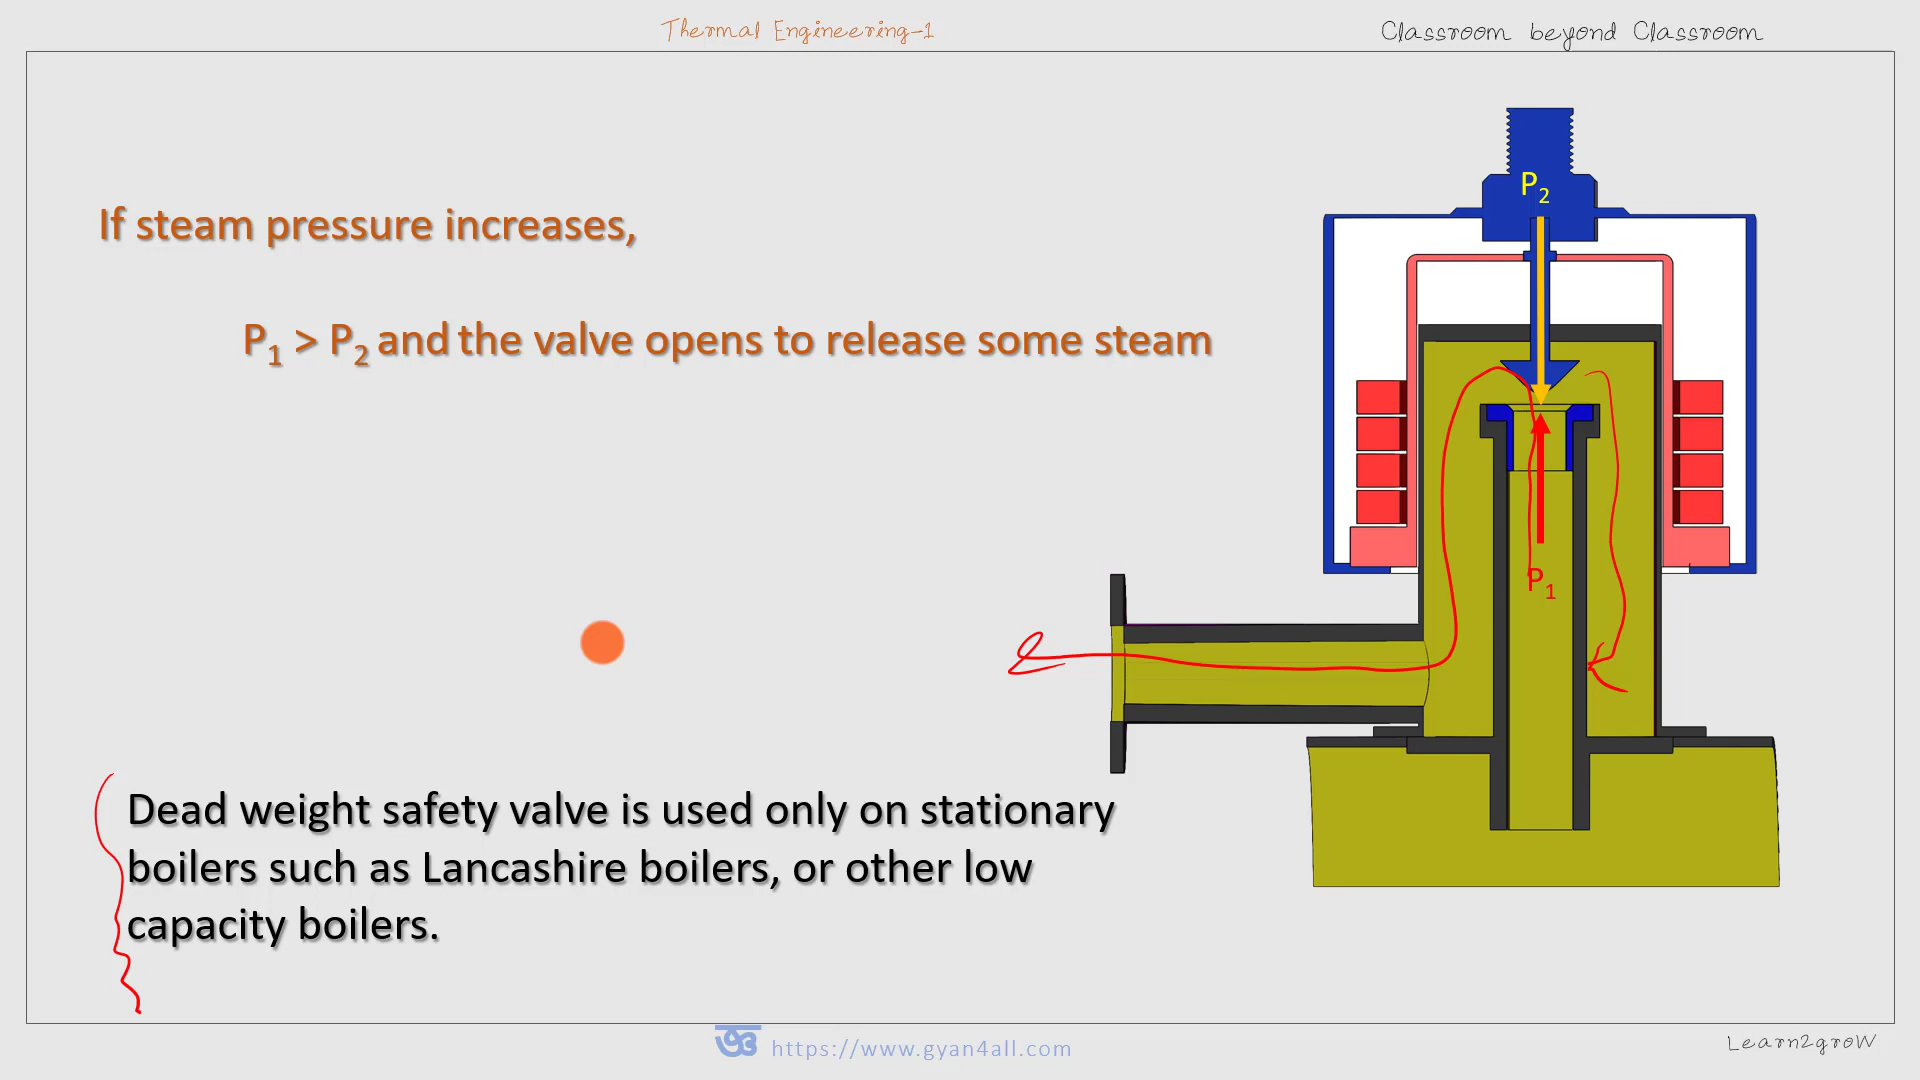 Thermal Engineering-1
Classroom beyond Classroom
If steam pressure increases,
P₁ > P₂ and the valve opens to release some steam
P₂
P₁
Dead weight safety valve is used only on stationary
boilers such as Lancashire boilers, or other low
capacity boilers.
https://www.gyan4all.com
Learn2groW